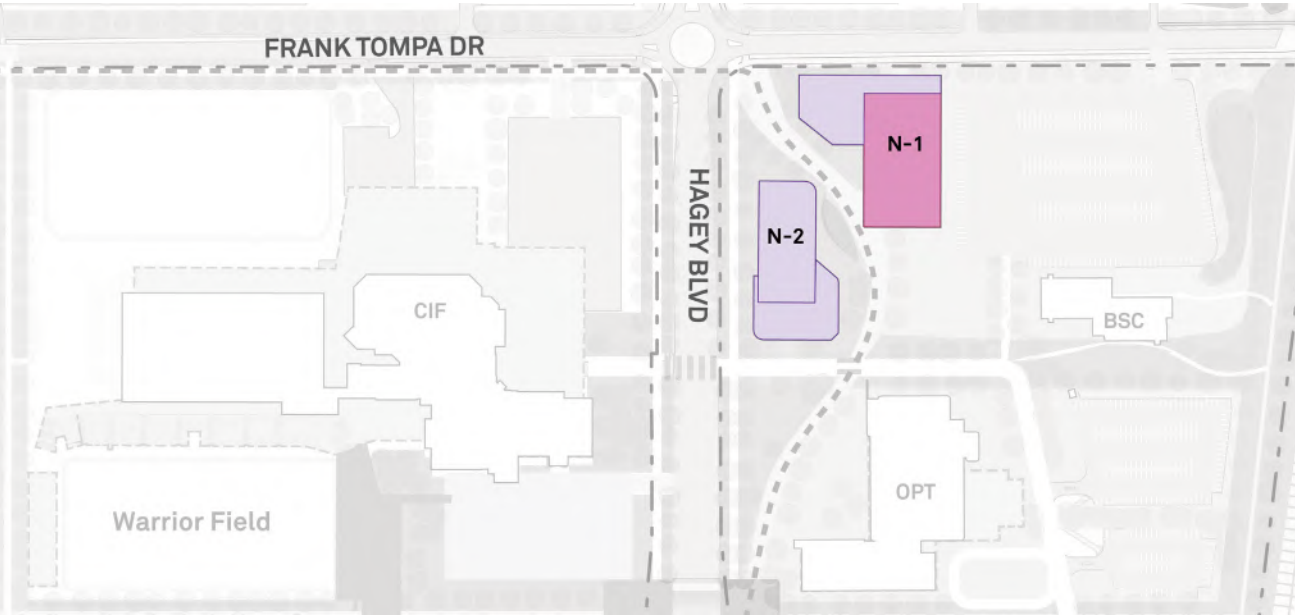 FRANK TOMPA DR
N-1
HAGEY BLVD
N-2
CIF
BSC
OPT
Warrior Field